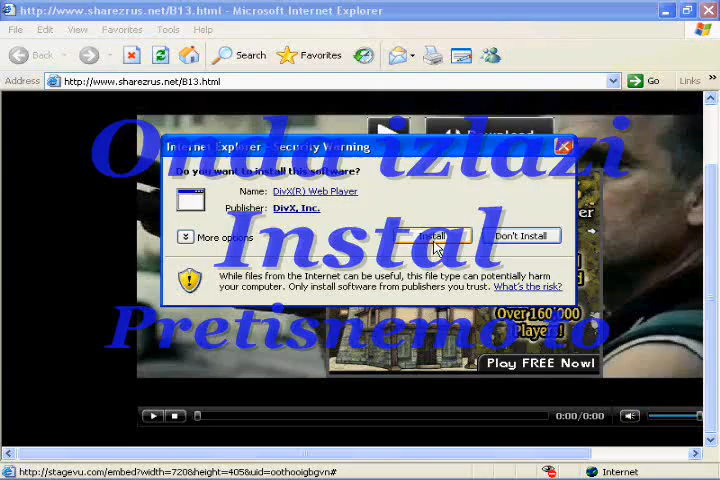 http://www.sharezrus.net/B13.html - Microsoft Internet Explorer
File Edit View Favorites Tools Help
Back Search Favorites
Address http://www.sharezrus.net/B13.html Go Links »
Download
Onda izlazi
Internet Explorer - Security Warning
Do you want to install this software?
Name: DivX(R) Web Player
Publisher: DivX, Inc.
Instal
More options Install Don't Install
While files from the Internet can be useful, this file type can potentially harm
your computer. Only install software from publishers you trust. What's the risk?
Over 160,000
Players!
Pretisnemo to
Play FREE Now!
0:00/0:00
http://stagevu.com/embed?width=720&height=405&uid=oothooigbgvn# Internet